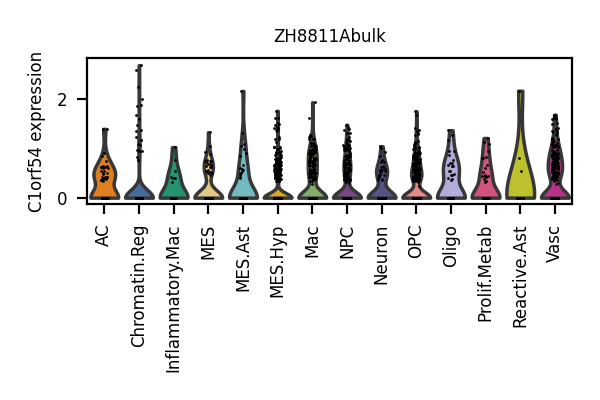 ZH8811Abulk
C1orf54 expression
2
0
AC
Chromatin.Reg
Inflammatory.Mac
MES
MES.Ast
MES.Hyp
Mac
NPC
Neuron
OPC
Oligo
Prolif.Metab
Reactive.Ast
Vasc